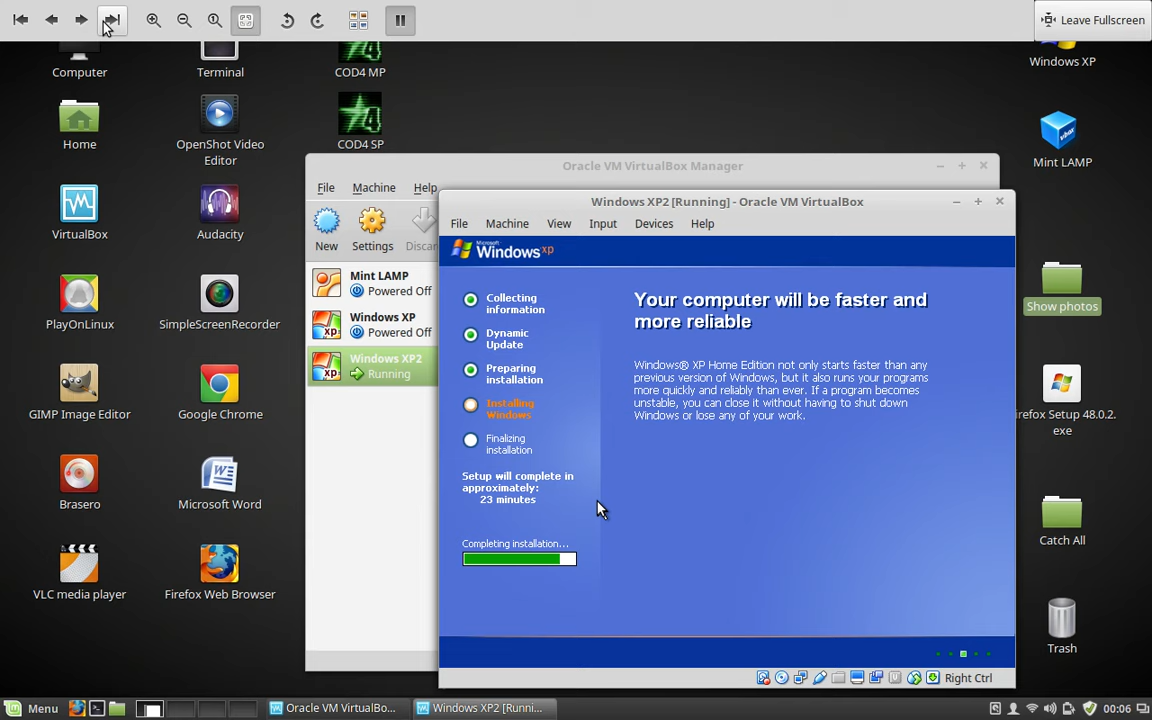 Leave Fullscreen
Computer
Terminal
COD4 MP
Windows XP
Home
OpenShot Video
Editor
COD4 SP
Mint LAMP
Oracle VM VirtualBox Manager
File Machine Help
Windows XP2 [Running] - Oracle VM VirtualBox
File Machine View Input Devices Help
VirtualBox
Audacity
New Settings Discar
Microsoft
Windows xp
Mint LAMP
Powered Off
Windows XP
Powered Off
Windows XP2
Running
Collecting
information
Dynamic
Update
Preparing
installation
Installing
Windows
Finalizing
installation
Setup will complete in
approximately:
23 minutes
Completing installation...
Your computer will be faster and
more reliable
Windows® XP Home Edition not only starts faster than any
previous version of Windows, but it also runs your programs
more quickly and reliably than ever. If a program becomes
unstable, you can close it without having to shut down
Windows or lose any of your work.
Right Ctrl
PlayOnLinux
SimpleScreenRecorder
Show photos
GIMP Image Editor
Google Chrome
irefox Setup 48.0.2.
exe
Brasero
Microsoft Word
Catch All
VLC media player
Firefox Web Browser
Trash
Menu
Oracle VM VirtualBo...
Windows XP2 [Runni...
00:06